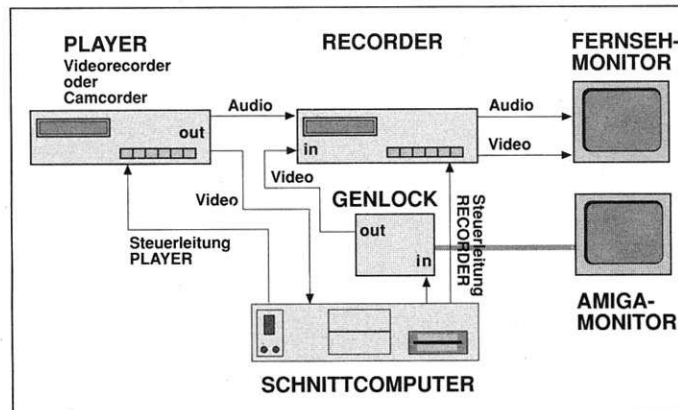 PLAYER
Videorecorder
oder
Camcorder
RECORDER
FERNSEH-
MONITOR
Audio
out
in
Audio
Video
Video
Video
GENLOCK
out
in
Steuerleitung
PLAYER
Steuerleitung
RECORDER
AMIGA-
MONITOR
SCHNITTCOMPUTER